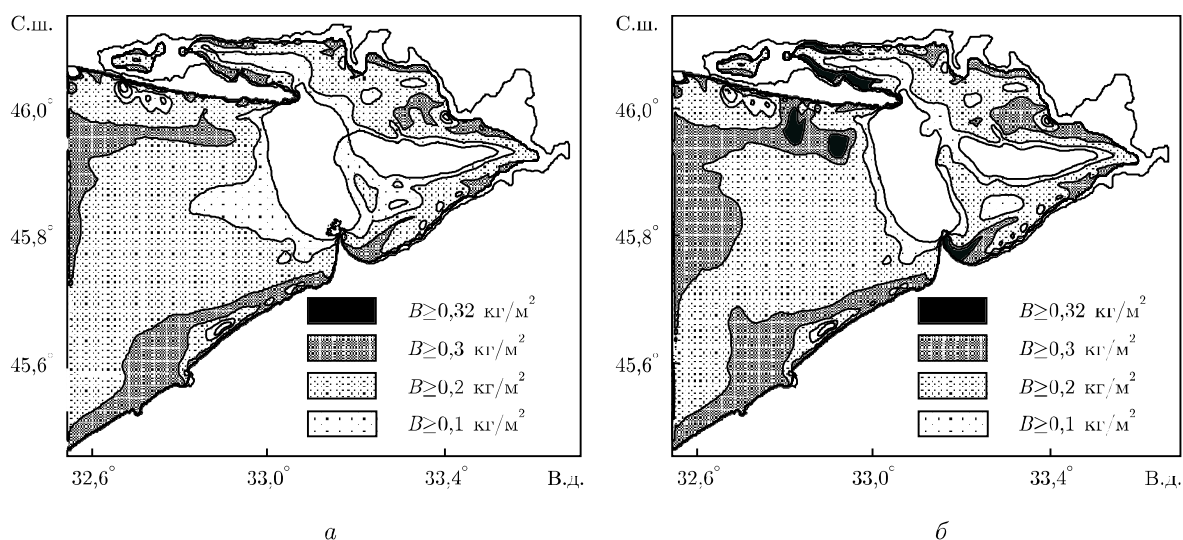 С.ш.
46,0°
45,8°
45,6°
B≥0,32 кг/м²
B≥0,3 кг/м²
B≥0,2 кг/м²
B≥0,1 кг/м²
32,6°
33,0°
33,4°
В.д.
а
С.ш.
46,0°
45,8°
45,6°
B≥0,32 кг/м²
B≥0,3 кг/м²
B≥0,2 кг/м²
B≥0,1 кг/м²
32,6°
33,0°
33,4°
В.д.
б